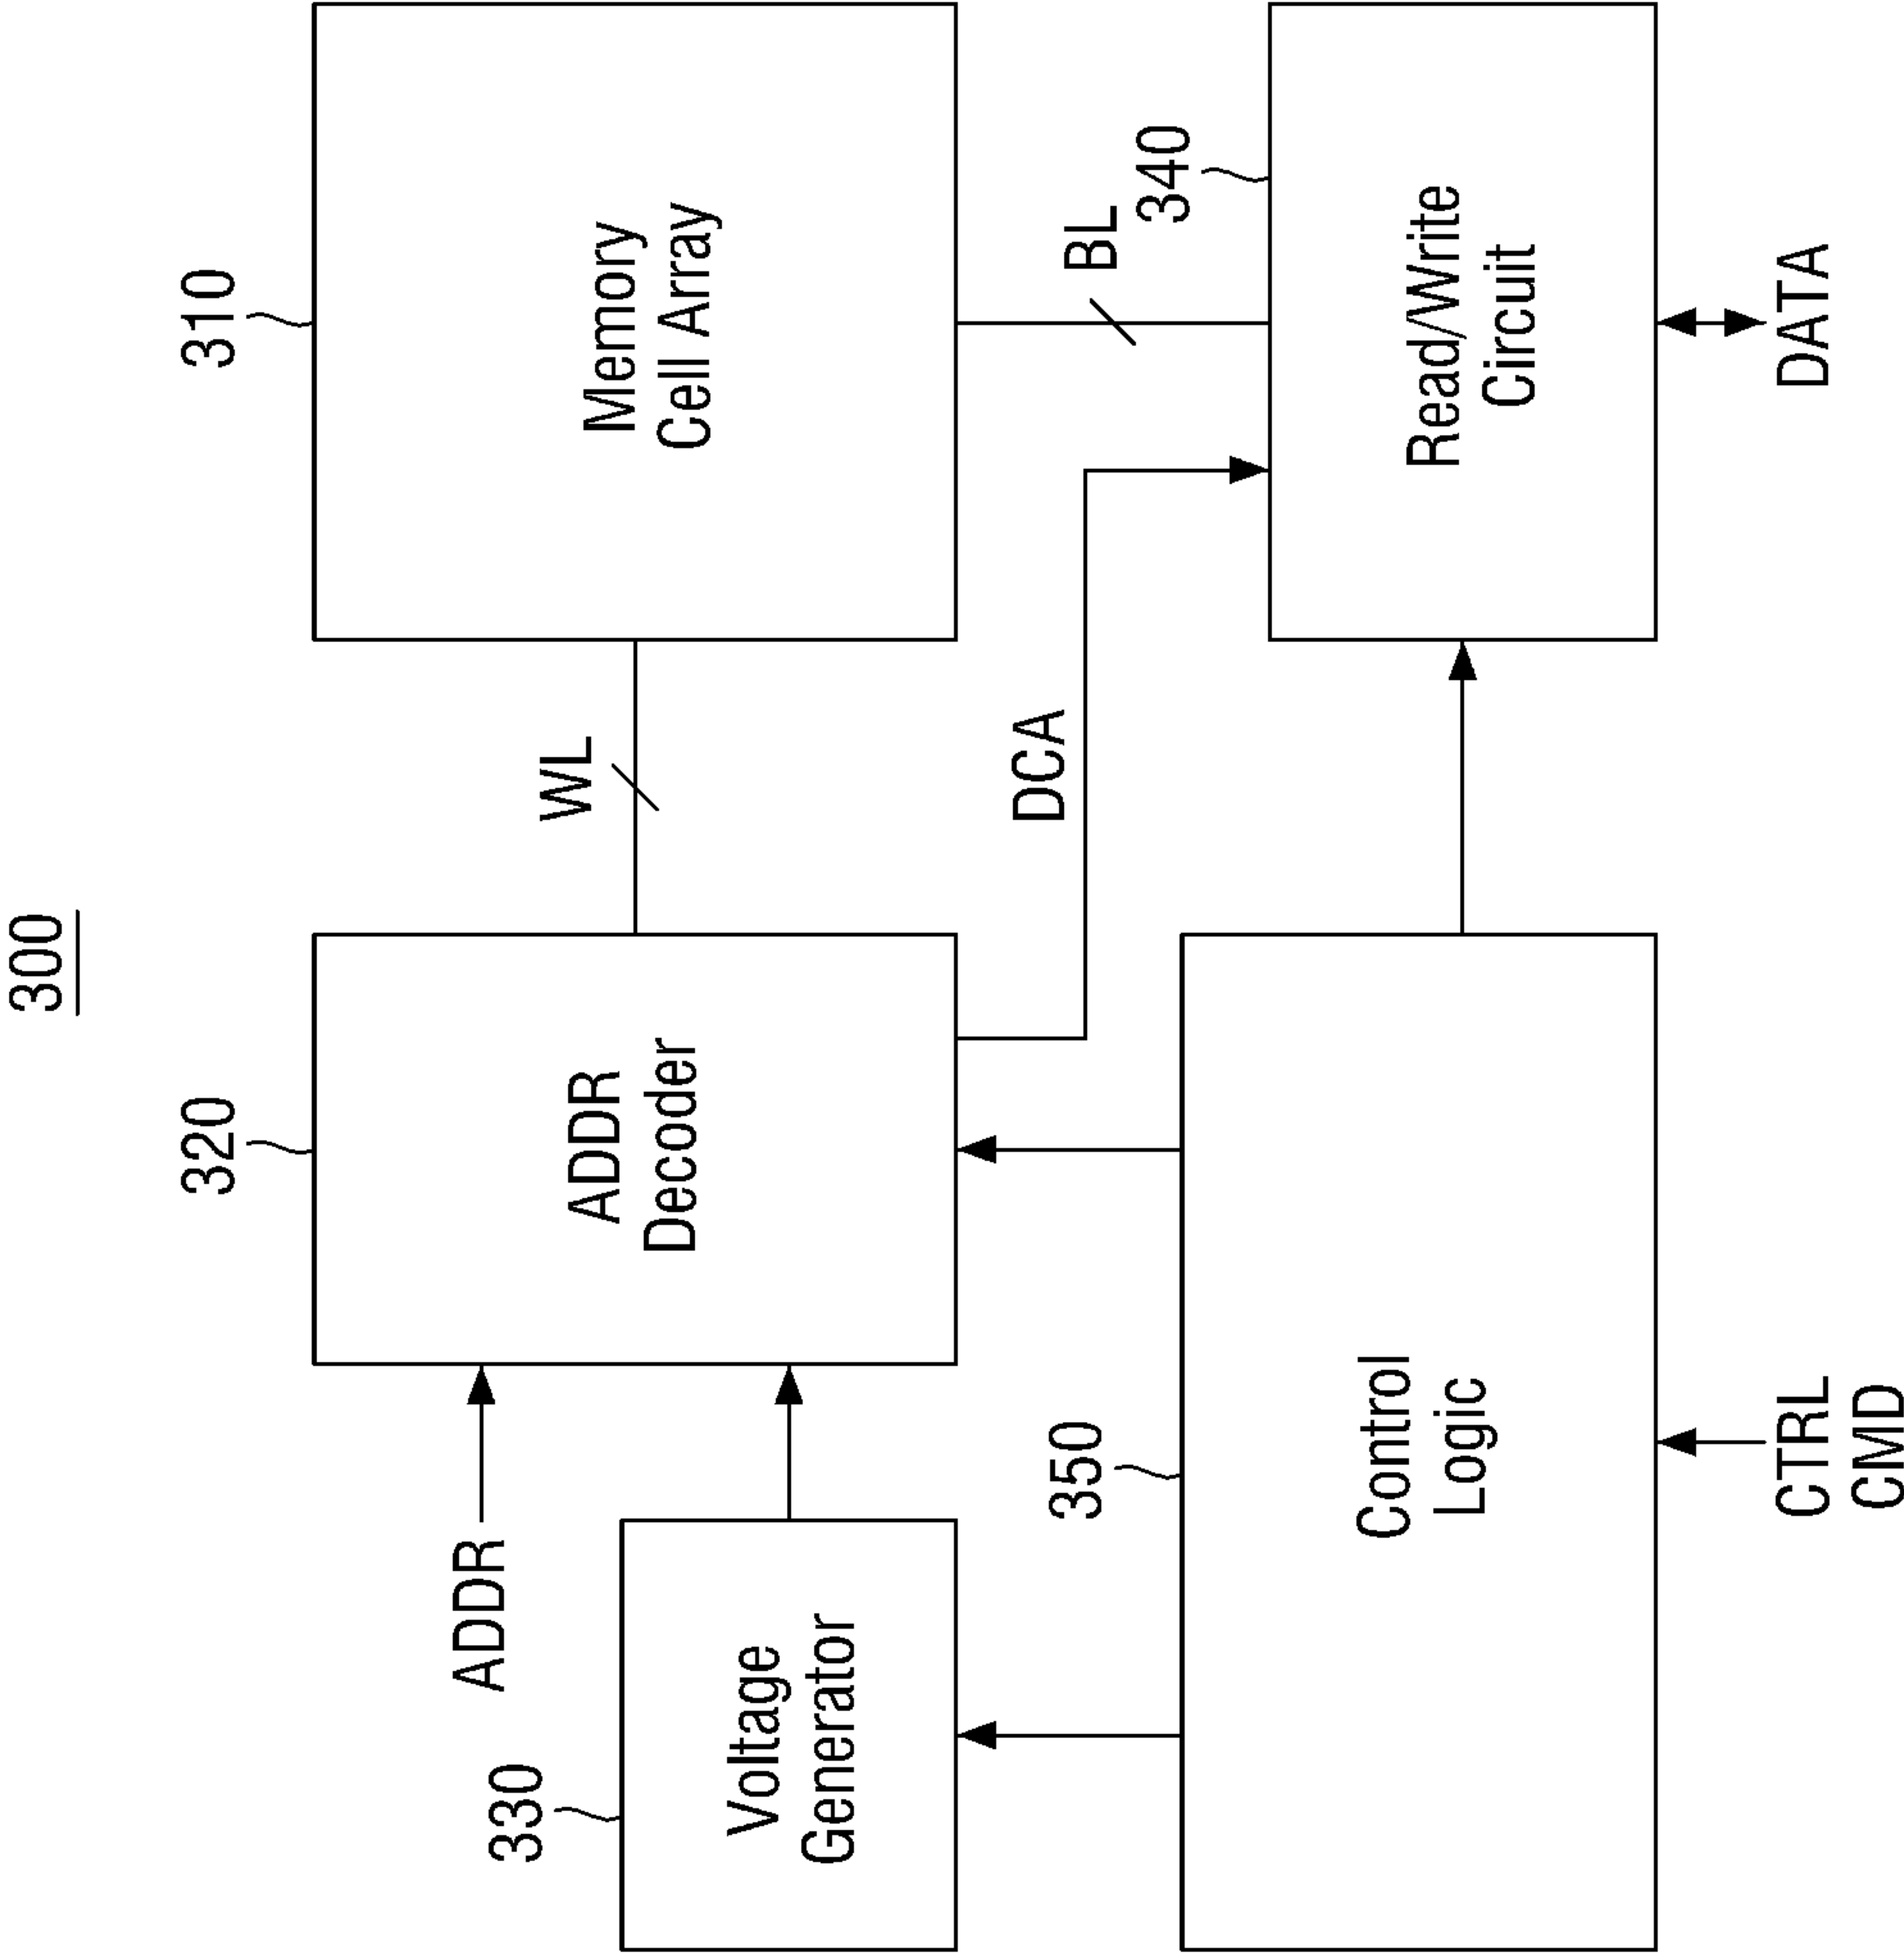 300
310
320
330
Memory
Cell Array
WL
ADDR
Decoder
ADDR
Voltage
Generator
DCA
BL
340
350
Read/Write
Circuit
Control
Logic
DATA
CTRL
CMD